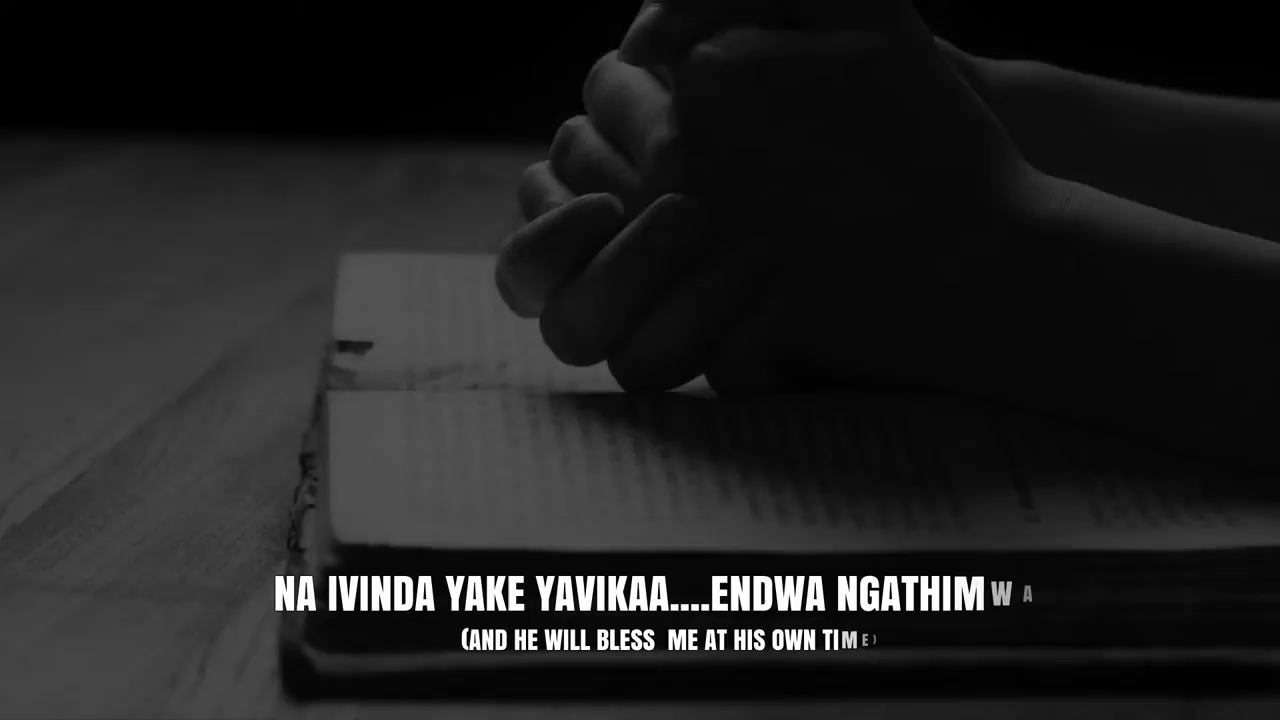 NA IVINDA YAKE YAVIKAA....ENDWA NGATHIMWA
(AND HE WILL BLESS ME AT HIS OWN TIME)